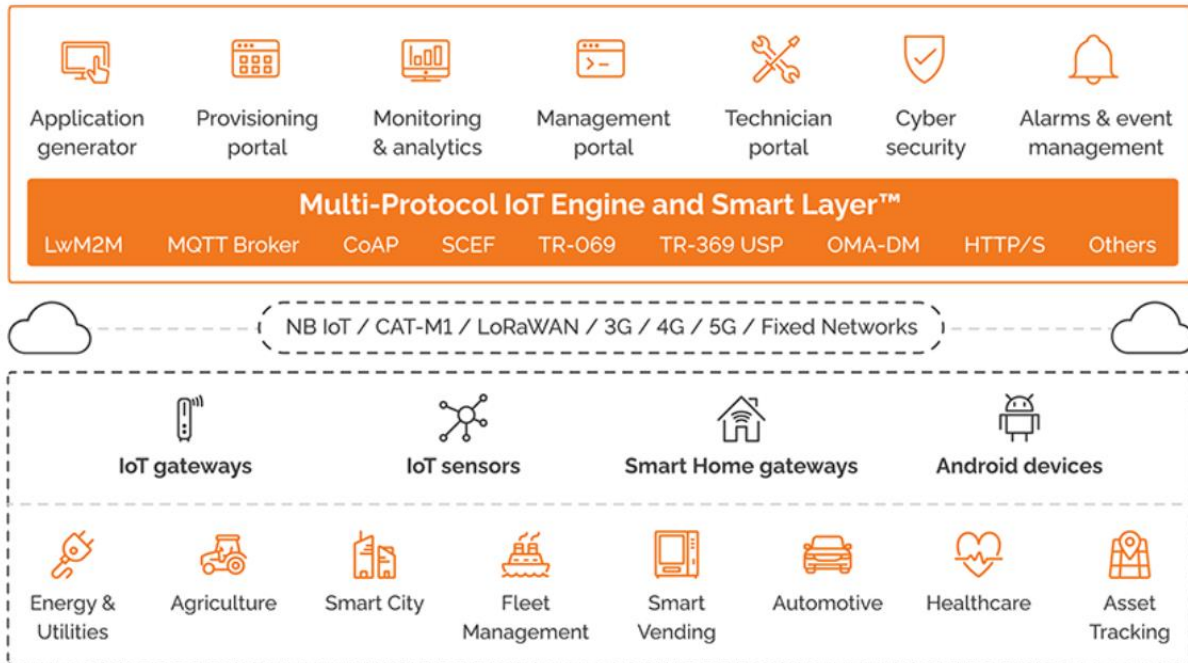 Application Provisioning Monitoring Management Technician Cyber Alarms & event
generator portal & analytics portal portal security management
Multi-Protocol IoT Engine and Smart Layer™
LwM2M MQTT Broker CoAP SCEF TR-069 TR-369 USP OMA-DM HTTP/S Others
NB IoT / CAT-M1 / LoRaWAN / 3G / 4G / 5G / Fixed Networks
IoT gateways IoT sensors Smart Home gateways Android devices
Energy & Agriculture Smart City Fleet Smart Automotive Healthcare Asset
Utilities Management Vending Tracking